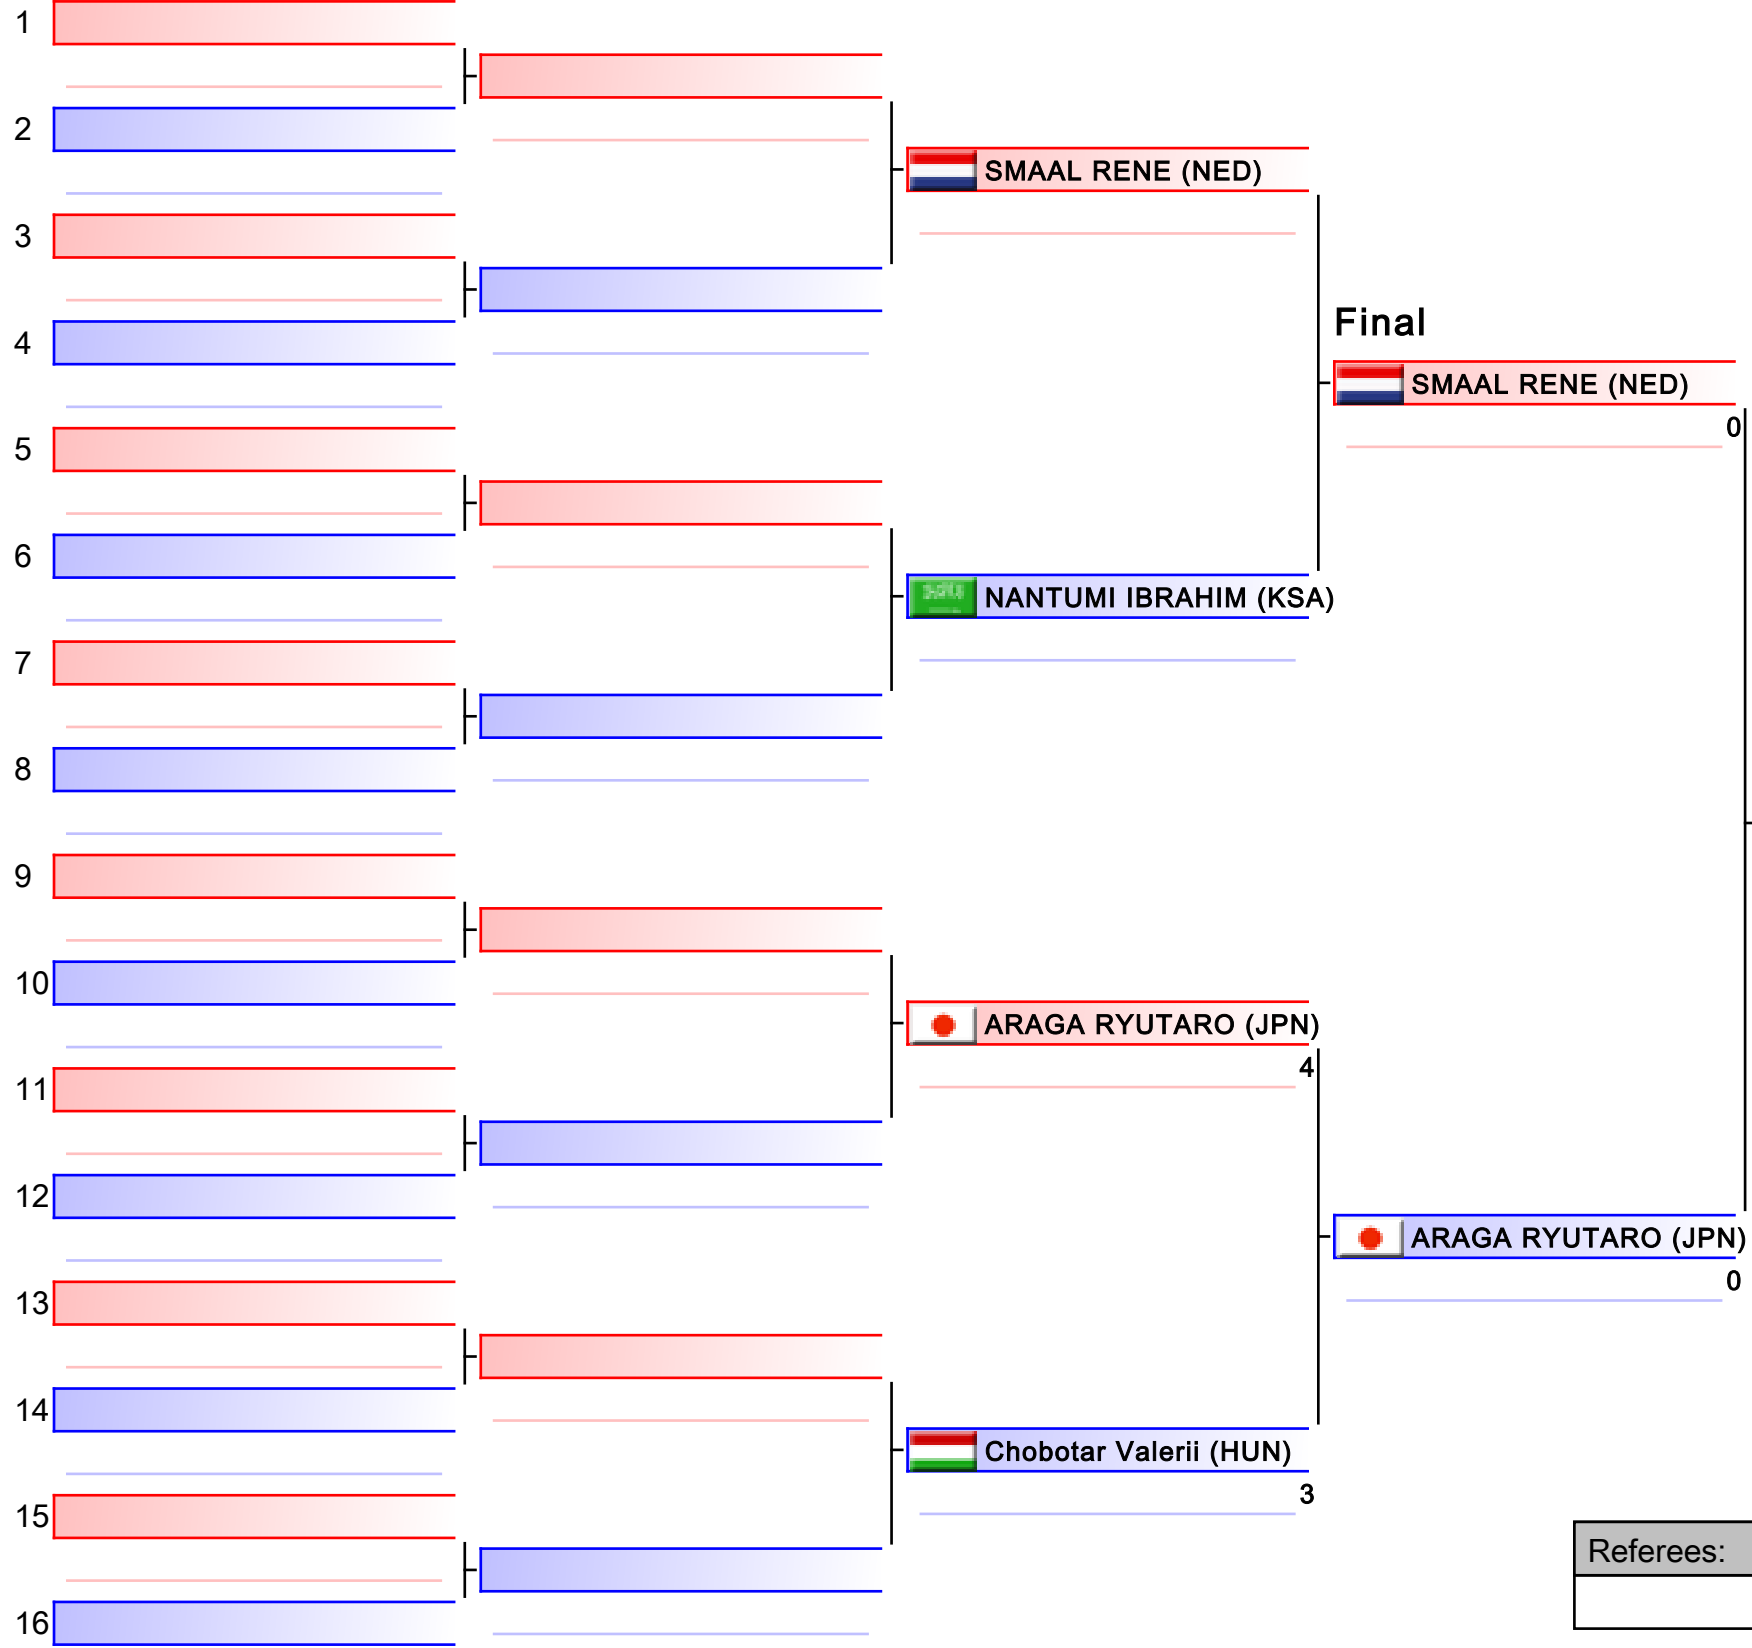 1
2
SMAAL RENE (NED)
3
Final
4
SMAAL RENE (NED)
0
5
6
NANTUMI IBRAHIM (KSA)
7
8
9
10
ARAGA RYUTARO (JPN)
4
11
12
ARAGA RYUTARO (JPN)
0
13
14
Chobotar Valerii (HUN)
3
15
Referees:
16